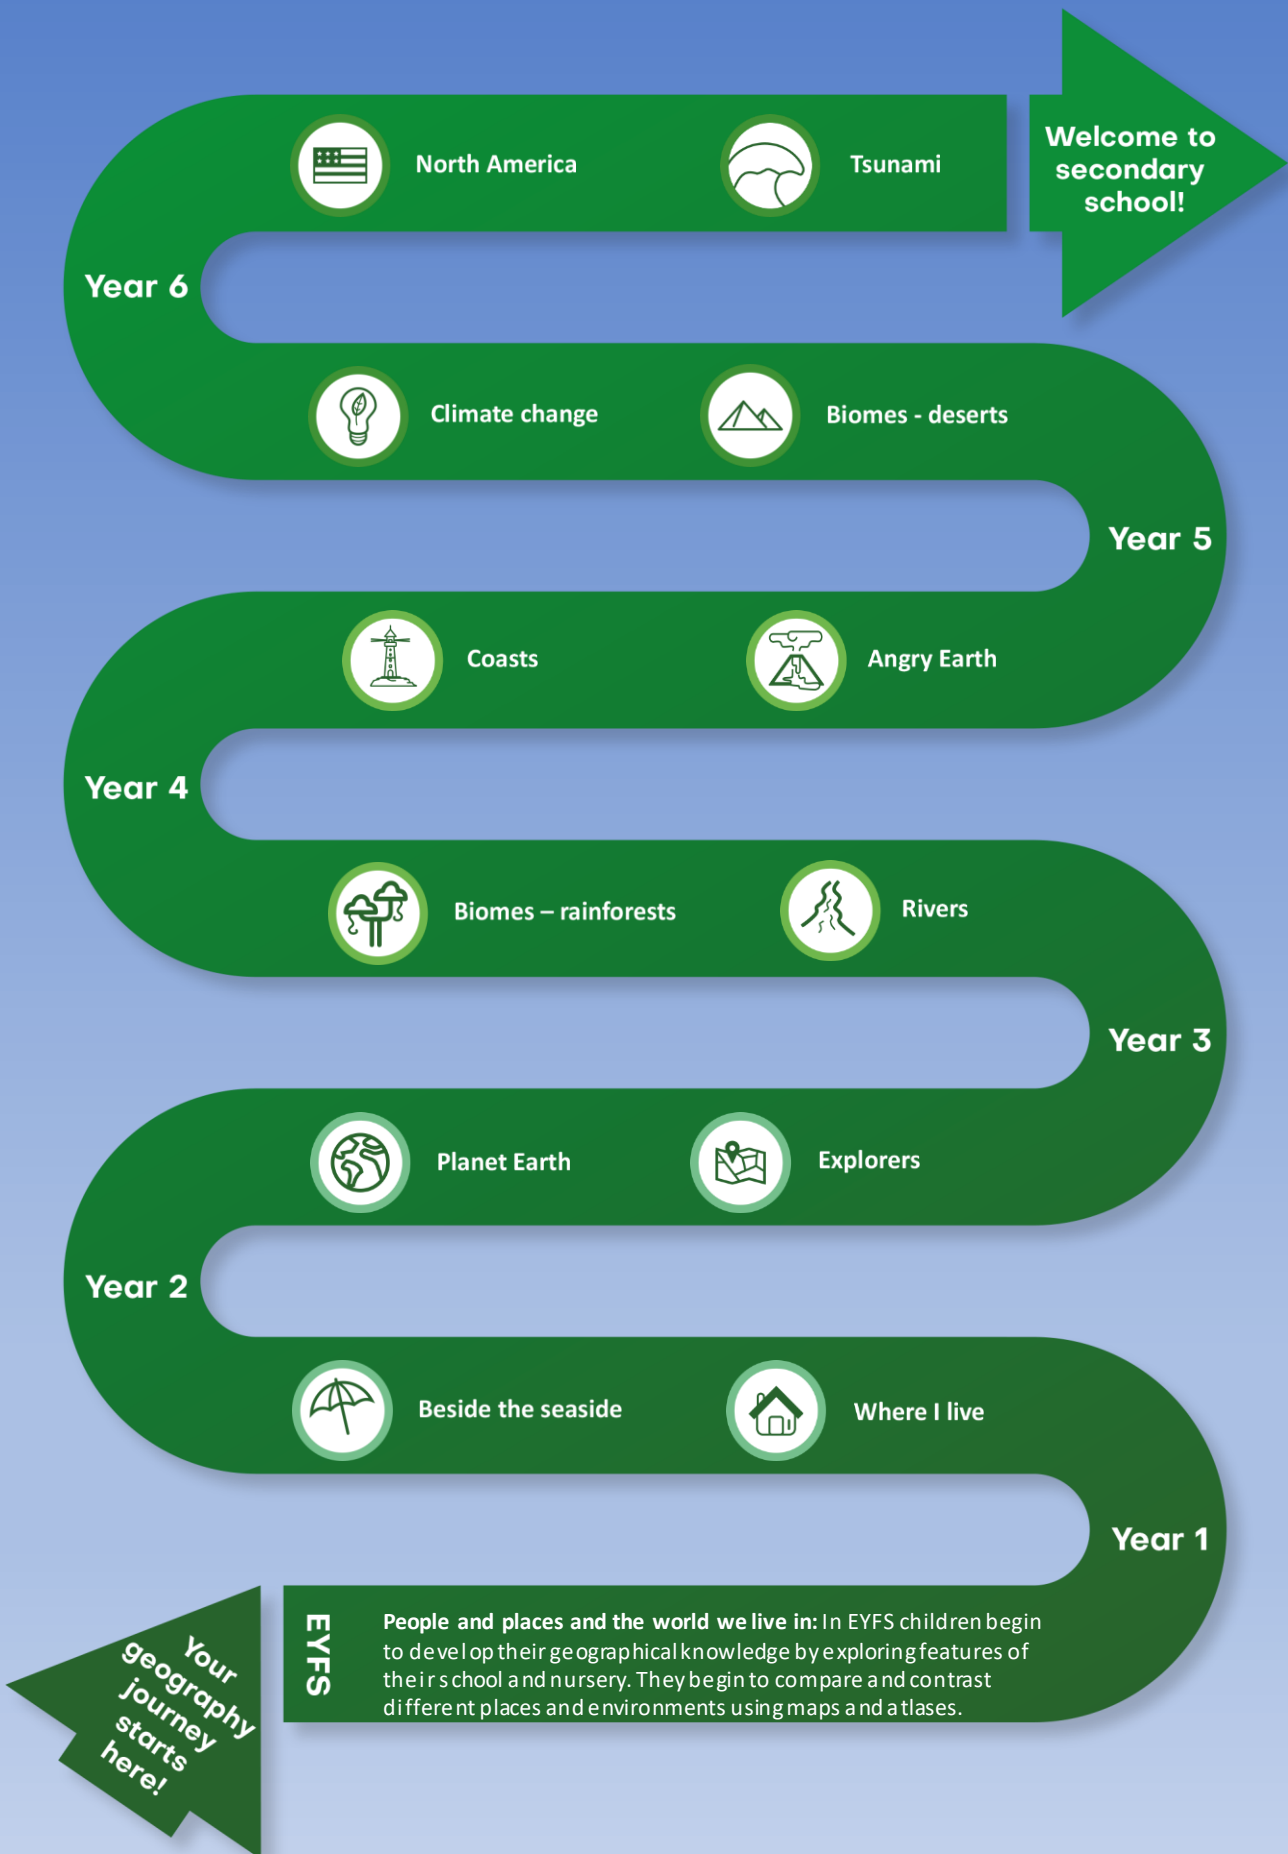 North America
Tsunami
Welcome to
secondary
school!
Year 6
Climate change
Biomes - deserts
Year 5
Coasts
Angry Earth
Year 4
Biomes – rainforests
Rivers
Year 3
Planet Earth
Explorers
Year 2
Beside the seaside
Where I live
Year 1
EYFS
People and places and the world we live in: In EYFS children begin
to develop their geographical knowledge by exploring features of
their school and nursery. They begin to compare and contrast
different places and environments using maps and atlases.
Your
geography
journey
starts
here!